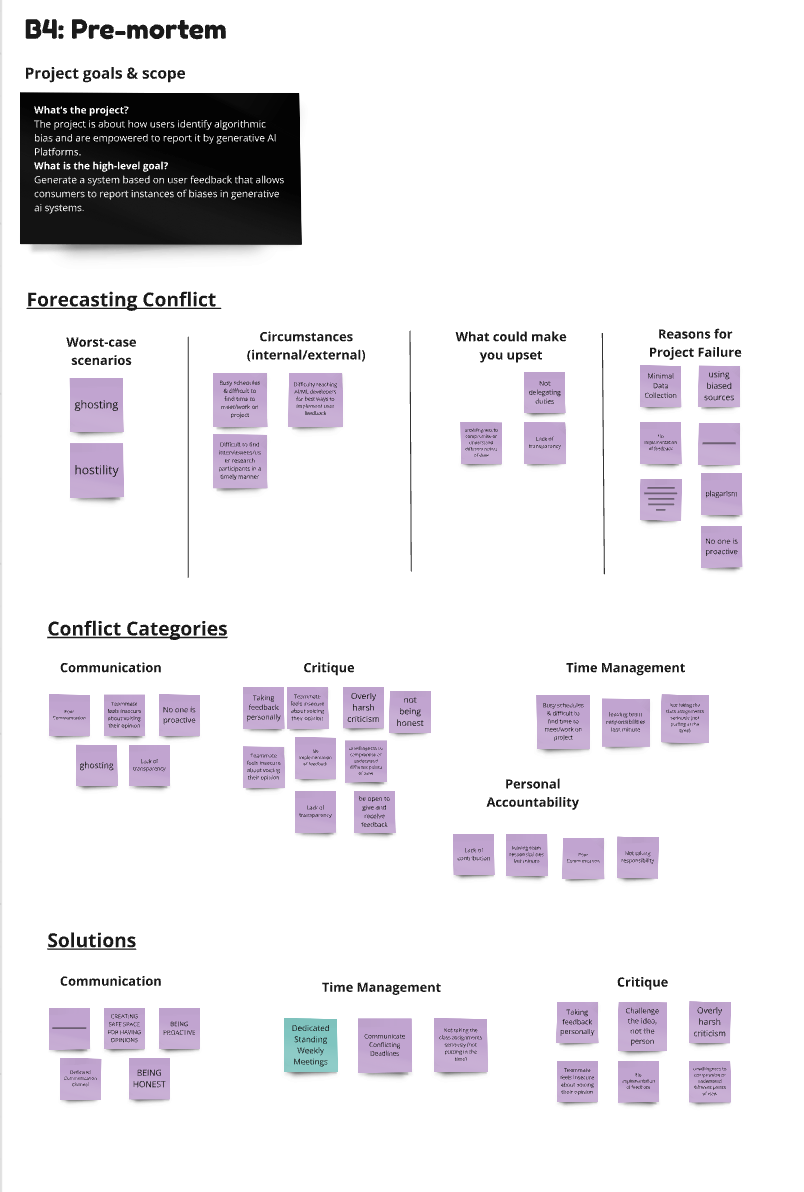 B4: Pre-mortem
Project goals & scope
What's the project?
The project is about how users identify algorithmic
bias and are empowered to report it by generative AI
Platforms.
What is the high-level goal?
Generate a system based on user feedback that allows
consumers to report instances of biases in generative
ai systems.
Forecasting Conflict
Worst-case
scenarios
ghosting
hostility
Circumstances
(internal/external)
Busy schedules
& difficult to
find time to
meet/work on
project
Difficulty reaching
AI/ML developers
for best ways to
implement user
feedback
Difficult to find
interviewees/us
er research
participants in a
timely manner
What could make
you upset
Not
delegating
duties
unwillingness to
compromise or
understand
different points
of view
Lack of
transparency
Reasons for
Project Failure
Minimal
Data
Collection
using
biased
sources
No
implementation
of feedback
plagarism
No one is
proactive
Conflict Categories
Communication
Poor
Communication
Teammate
feels insecure
about voicing
their opinion
No one is
proactive
ghosting
Lack of
transparency
Critique
Taking
feedback
personally
Teammate
feels insecure
about voicing
their opinion
Overly
harsh
criticism
not
being
honest
Teammate
feels insecure
about voicing
their opinion
No
implementation
of feedback
unwillingness to
compromise or
understand
different points
of view
Lack of
transparency
be open to
give and
receive
feedback
Time Management
Busy schedules
& difficult to
find time to
meet/work on
project
leaving team
responsibilities
last minute
Not taking the
class assignments
seriously (not
putting in the
time)
Personal
Accountability
Lack of
contribution
leaving team
responsibilities
last minute
Poor
Communication
Not taking
responsibility
Solutions
Communication
CREATING
SAFE SPACE
FOR HAVING
OPINIONS
BEING
PROACTIVE
Dedicated
Communication
Channel
BEING
HONEST
Time Management
Dedicated
Standing
Weekly
Meetings
Communicate
Conflicting
Deadlines
Not taking the
class assignments
seriously (not
putting in the
time)
Critique
Taking
feedback
personally
Challenge
the idea,
not the
person
Overly
harsh
criticism
Teammate
feels insecure
about voicing
their opinion
No
implementation
of feedback
unwillingness to
compromise or
understand
different points
of view